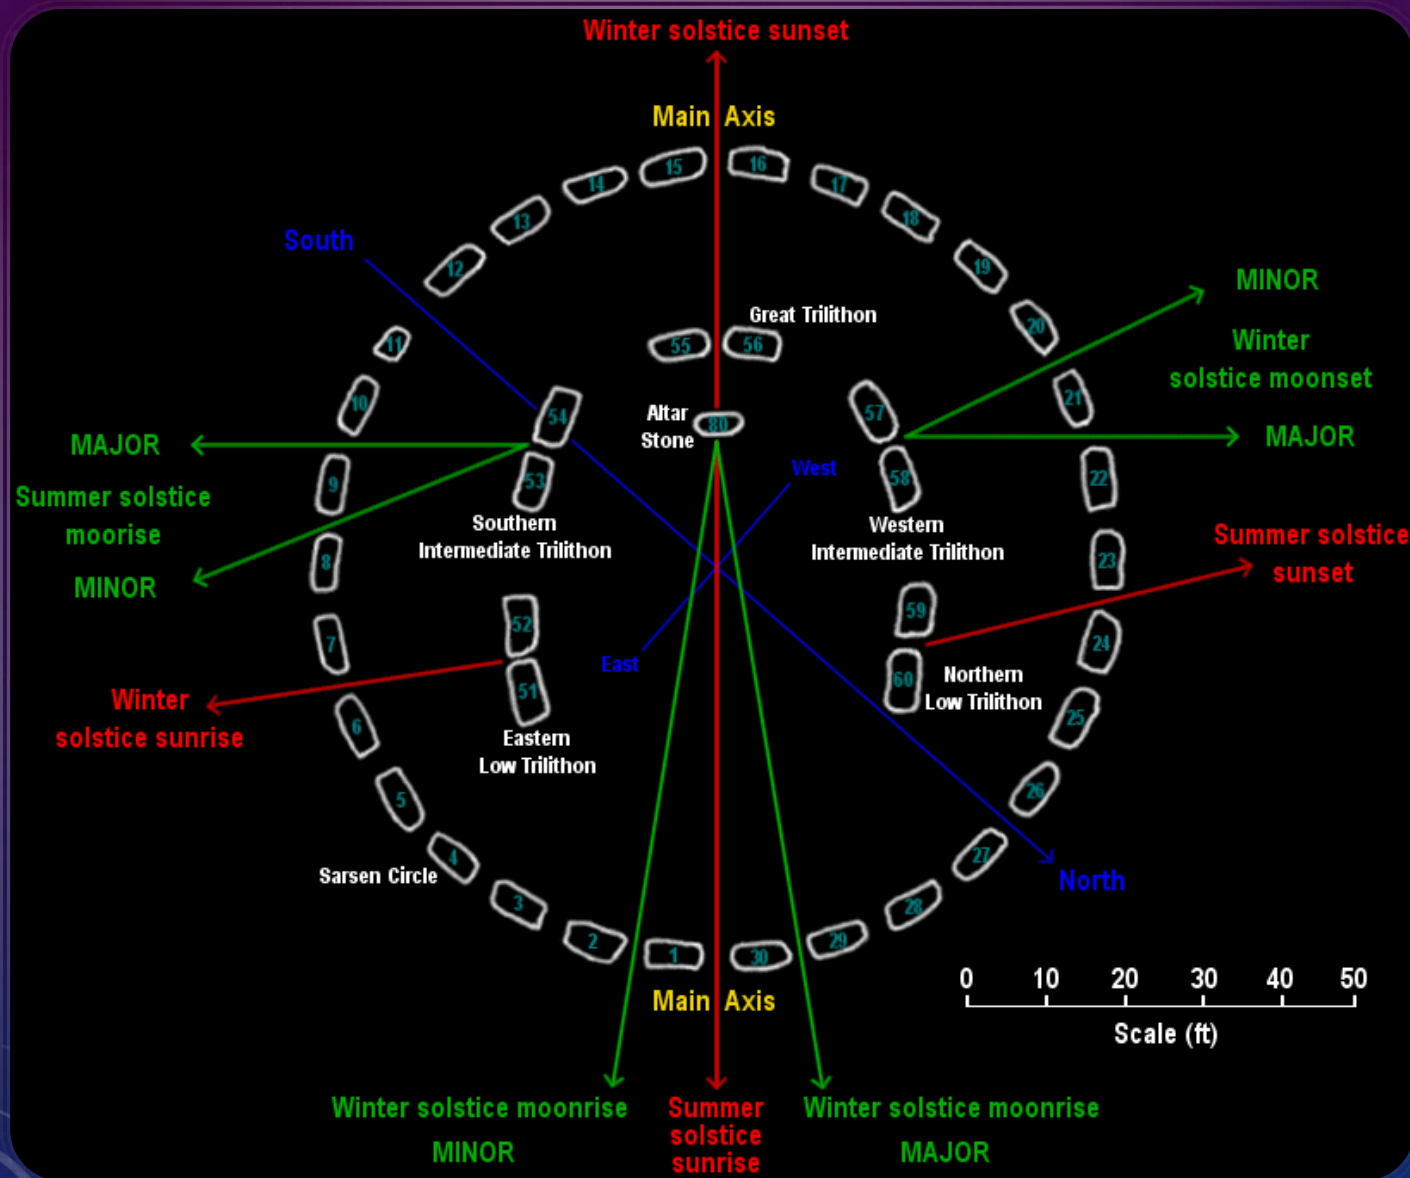 Winter solstice sunset
Main Axis
15
16
14
17
13
18
South
12
19
MINOR
Great Trilithon
20
11
55
56
Winter
solstice moonset
10
21
54
Altar
Stone
80
57
MAJOR
MAJOR
West
9
53
58
22
Summer solstice
moorise
Southern
Intermediate Trilithon
Western
Intermediate Trilithon
Summer solstice
sunset
8
23
MINOR
52
59
7
24
East
51
60
Northern
Low Trilithon
Winter
solstice sunrise
6
25
Eastern
Low Trilithon
5
26
4
27
Sarsen Circle
North
3
28
2
29
1
30
Main Axis
0 10 20 30 40 50
Scale (ft)
Winter solstice moonrise
MINOR
Summer
solstice
sunrise
Winter solstice moonrise
MAJOR